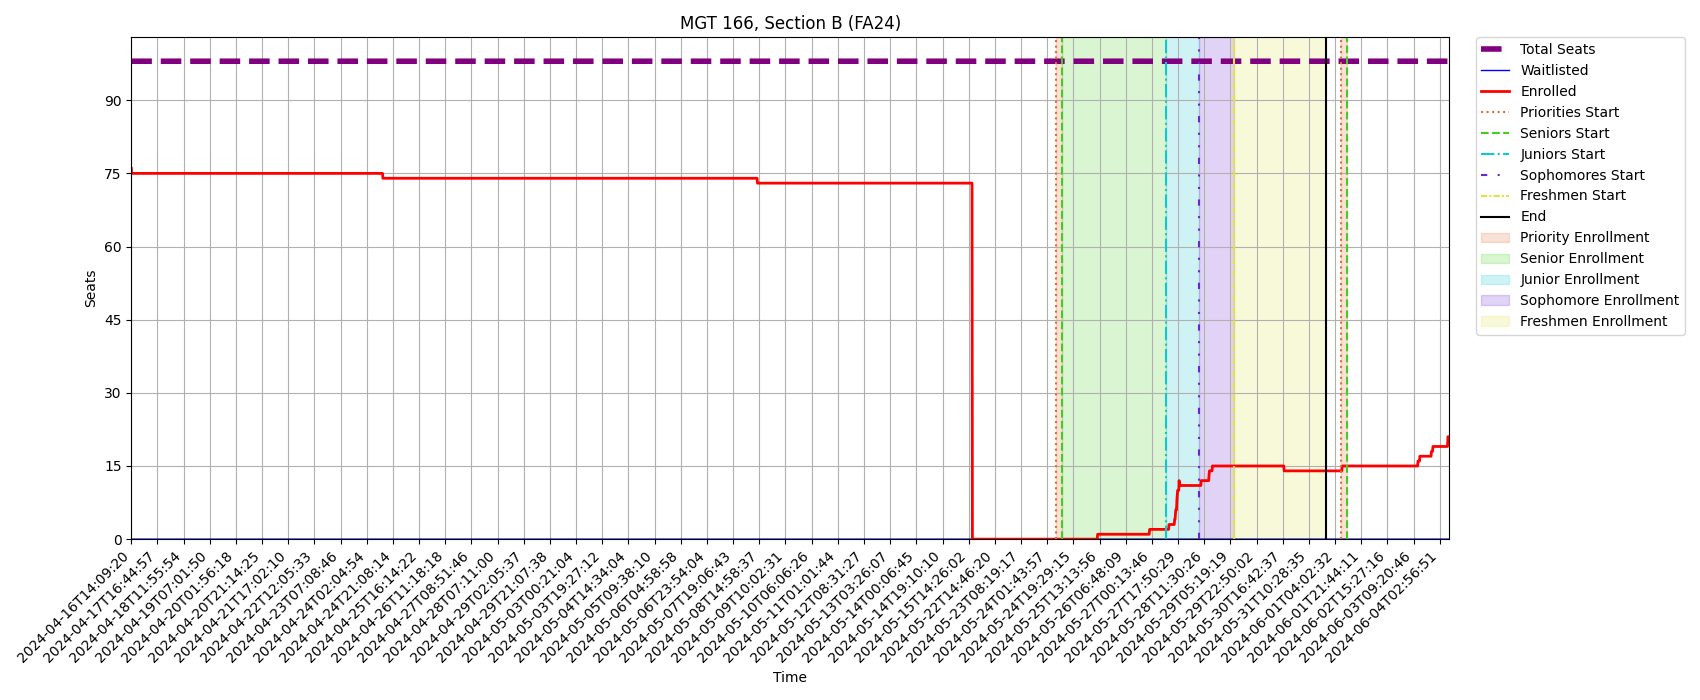 MGT 166, Section B (FA24)
Total Seats
Waitlisted
Enrolled
Priorities Start
Seniors Start
Juniors Start
Sophomores Start
Freshmen Start
End
Priority Enrollment
Senior Enrollment
Junior Enrollment
Sophomore Enrollment
Freshmen Enrollment
Seats
90
75
60
45
30
15
0
2024-04-16T14:09:20
2024-04-17T16:44:57
2024-04-18T11:55:54
2024-04-19T07:01:50
2024-04-20T01:56:18
2024-04-20T21:14:25
2024-04-21T17:02:10
2024-04-22T12:05:33
2024-04-23T07:08:46
2024-04-24T02:04:54
2024-04-24T21:08:14
2024-04-25T16:14:22
2024-04-26T11:18:18
2024-04-27T08:51:46
2024-04-28T07:11:00
2024-04-29T02:05:37
2024-04-29T21:07:38
2024-05-03T00:21:04
2024-05-03T19:27:12
2024-05-04T14:34:04
2024-05-05T09:38:10
2024-05-06T04:58:58
2024-05-06T23:54:04
2024-05-07T19:06:43
2024-05-08T14:58:37
2024-05-09T10:02:31
2024-05-10T06:06:26
2024-05-11T01:01:44
2024-05-12T08:31:27
2024-05-13T03:26:07
2024-05-14T00:06:45
2024-05-14T19:10:10
2024-05-15T14:26:02
2024-05-22T14:46:20
2024-05-23T08:19:17
2024-05-24T01:43:57
2024-05-24T19:29:15
2024-05-25T13:13:56
2024-05-26T06:48:09
2024-05-27T00:13:46
2024-05-27T17:50:29
2024-05-28T11:30:26
2024-05-29T05:19:19
2024-05-29T22:50:02
2024-05-30T16:42:37
2024-05-31T10:28:35
2024-06-01T04:02:32
2024-06-01T21:44:11
2024-06-02T15:27:16
2024-06-03T09:20:46
2024-06-04T02:56:51
Time